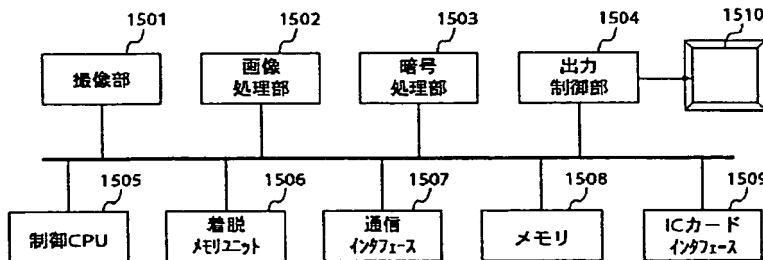 1501
1502
1503
1504
1510
撮像部
画像
処理部
暗号
処理部
出力
制御部
1505
1506
1507
1508
1509
制御CPU
着脱
メモリユニット
通信
インタフェース
メモリ
ICカード
インタフェース